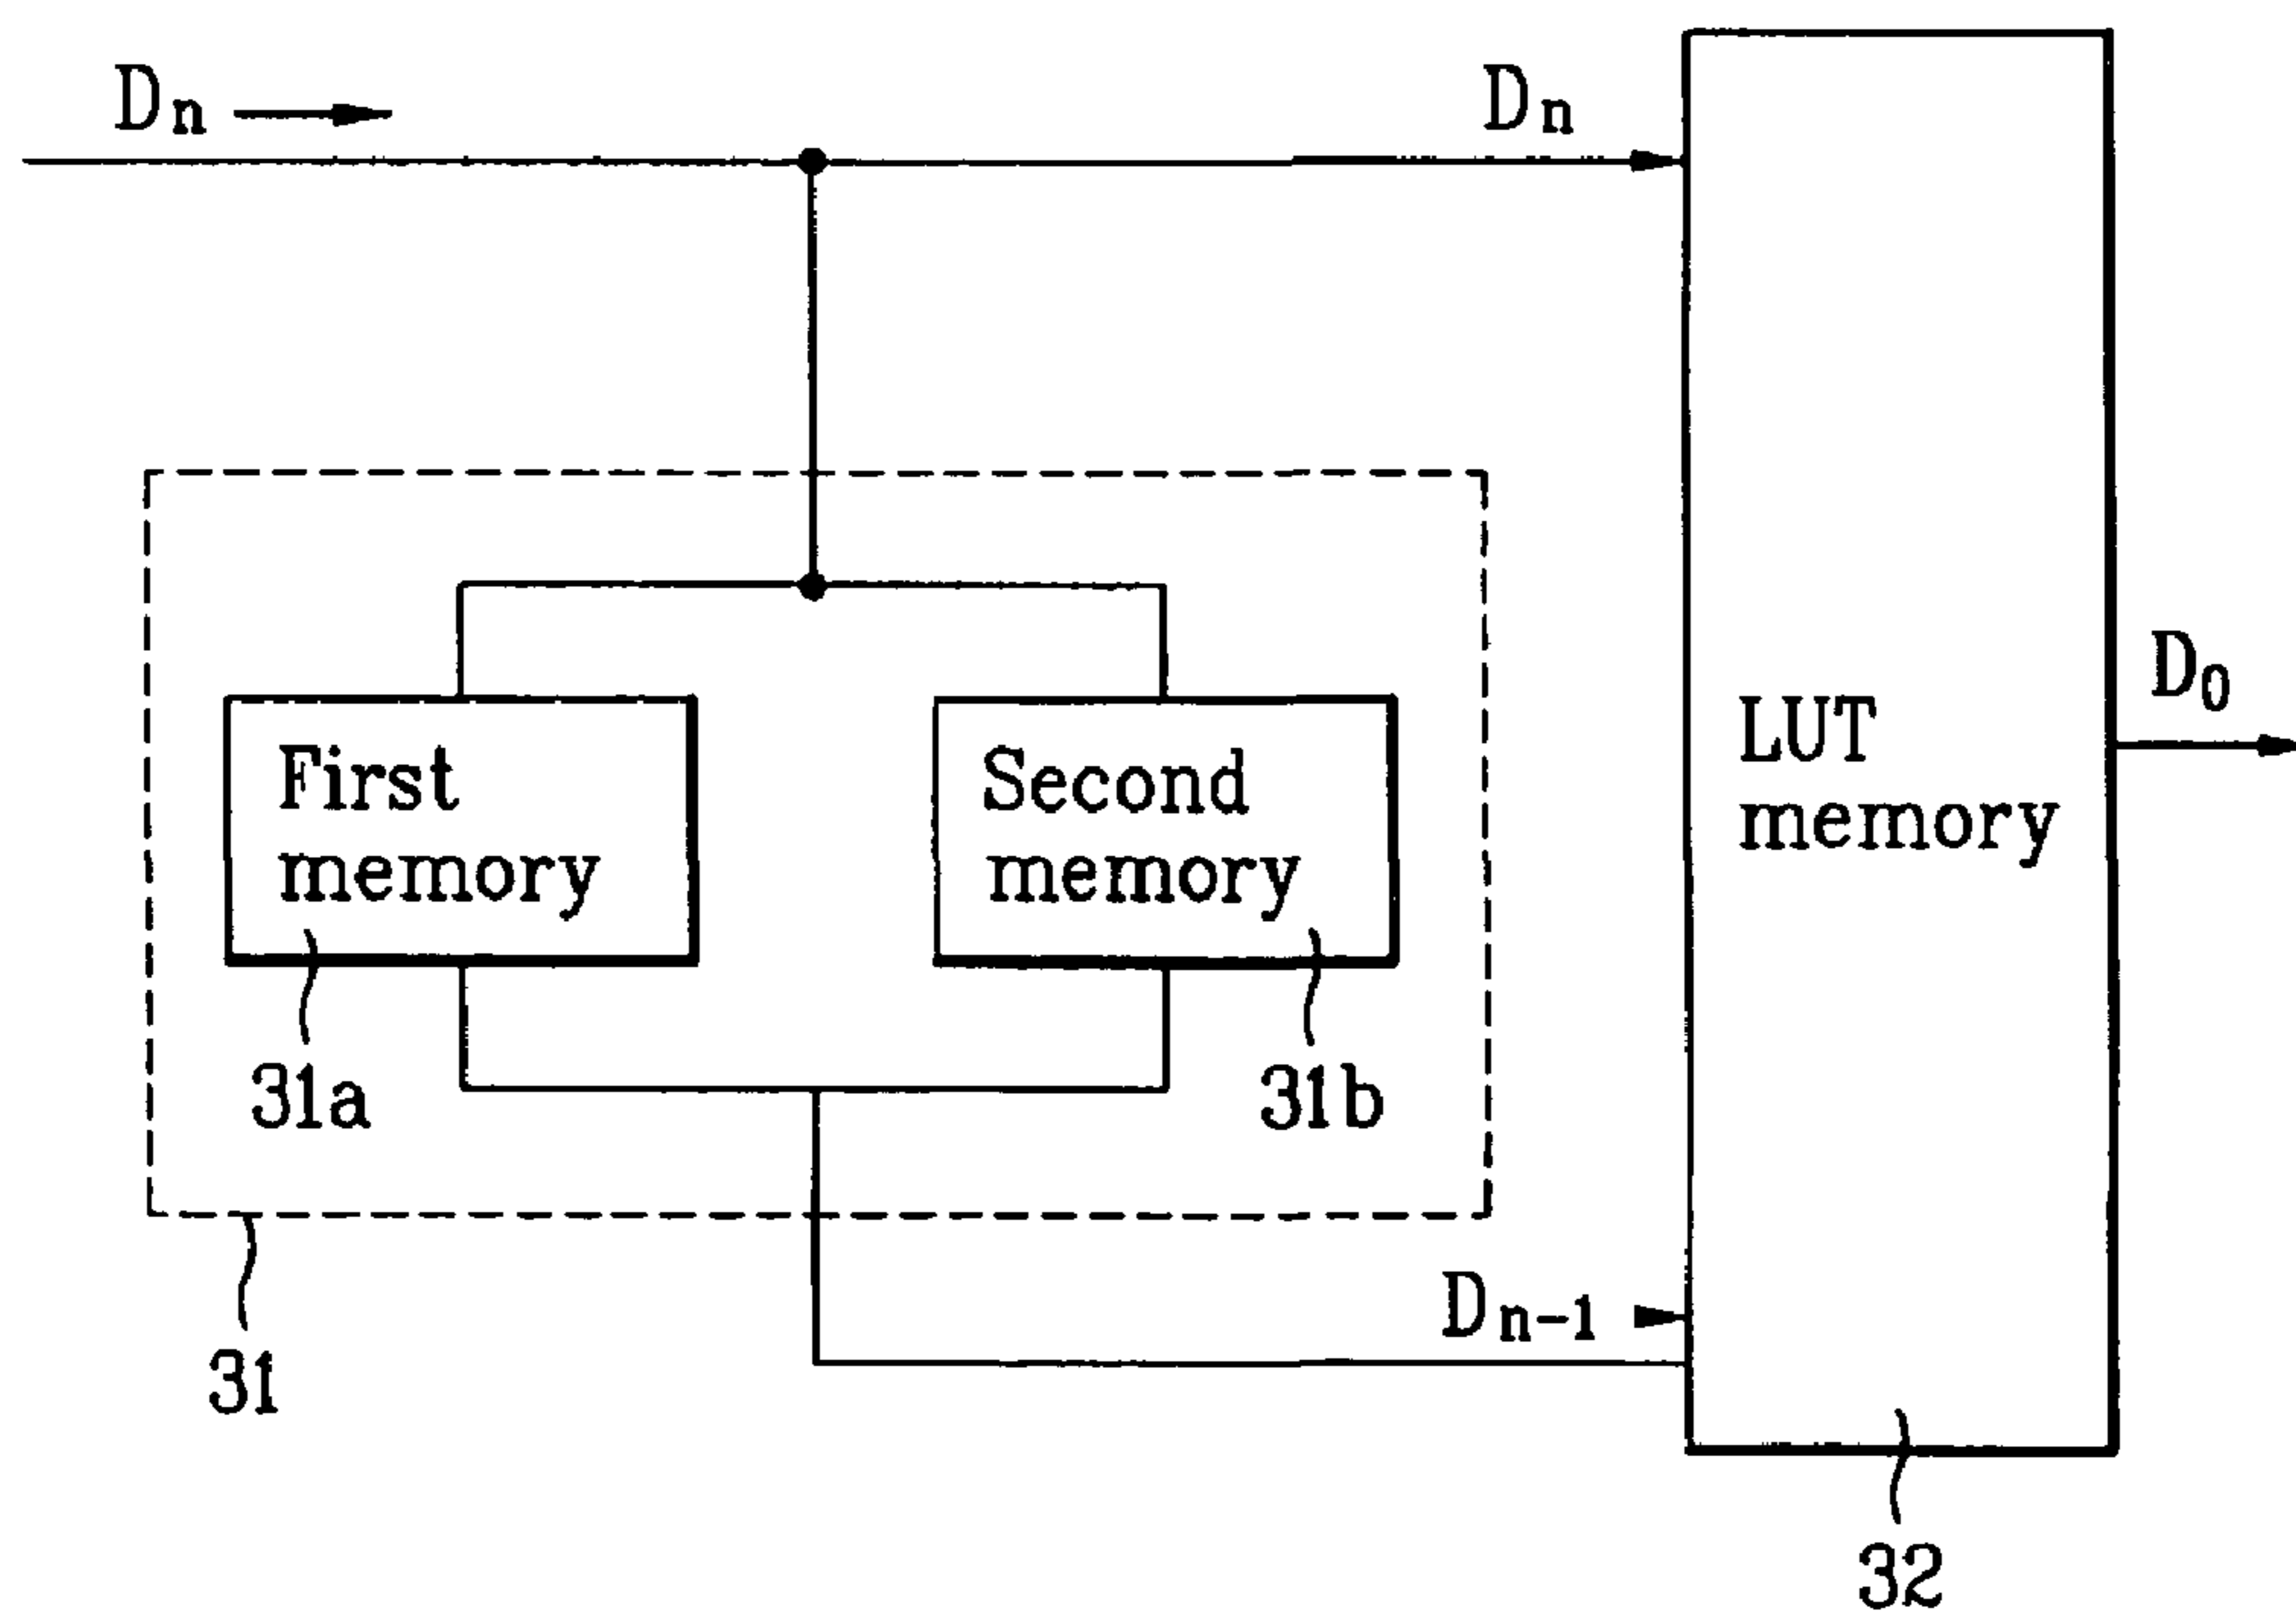 Dn
Dn
D0
LUT
memory
First
memory
Second
memory
31a
31b
Dn-1
31
32